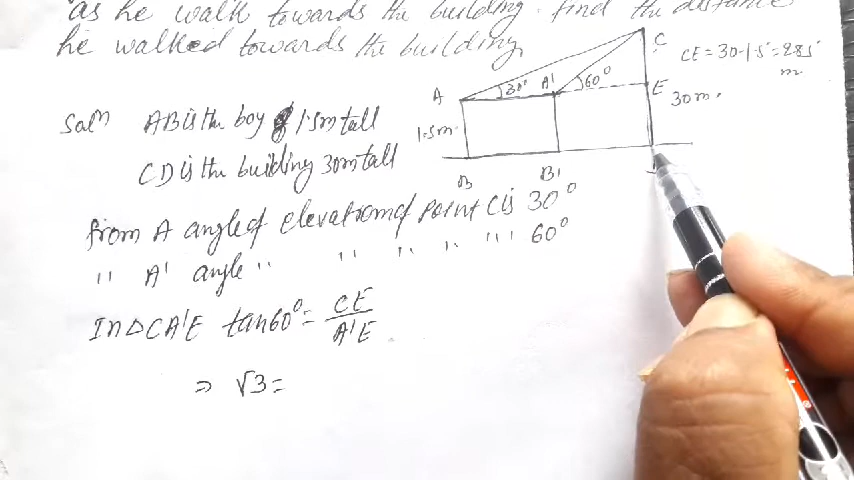 as he walk towards the building. find the distance
he walked towards the building.
Soln AB is the boy 1.5m tall
CD is the building 30m tall
from A angle of elevation of point C is 30°
" A' angle " " " " " 60°
In △CA'E tan60° = CE/A'E
⇒ √3 =
C
CE = 30-1.5 = 28.5
m
A 30° A' 60° E
30m.
1.5m
B B'